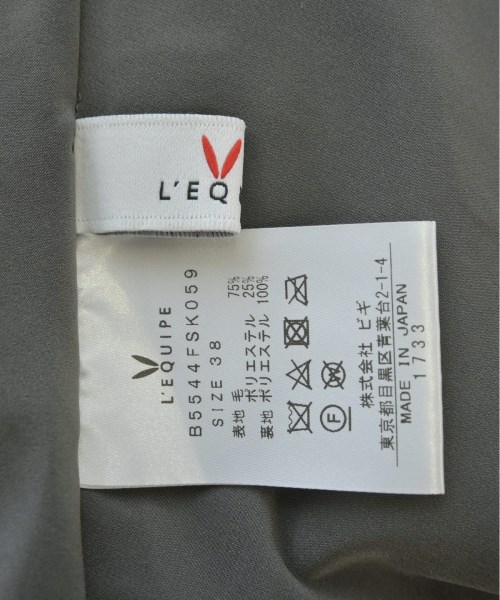 L'EQ
L'EQUIPE
B5544FSK059
SIZE 38
表地 毛 75%
ポリエステル 25%
裏地 ポリエステル 100%
F
W
株式会社 ビギ
東京都目黒区青葉台2-1-4
MADE IN JAPAN
1733